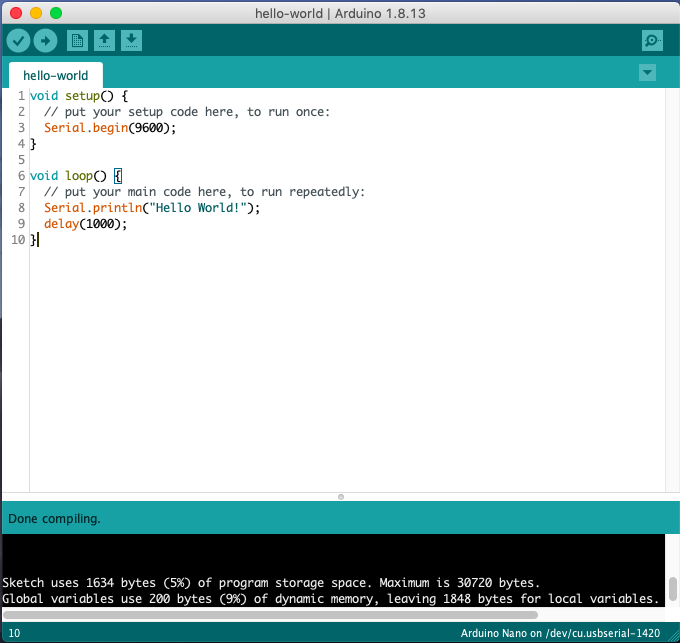 hello-world | Arduino 1.8.13
hello-world
1 void setup() {
2   // put your setup code here, to run once:
3   Serial.begin(9600);
4 }
5
6 void loop() {
7   // put your main code here, to run repeatedly:
8   Serial.println("Hello World!");
9   delay(1000);
10 }
Done compiling.
Sketch uses 1634 bytes (5%) of program storage space. Maximum is 30720 bytes.
Global variables use 200 bytes (9%) of dynamic memory, leaving 1848 bytes for local variables.
10 Arduino Nano on /dev/cu.usbserial-1420